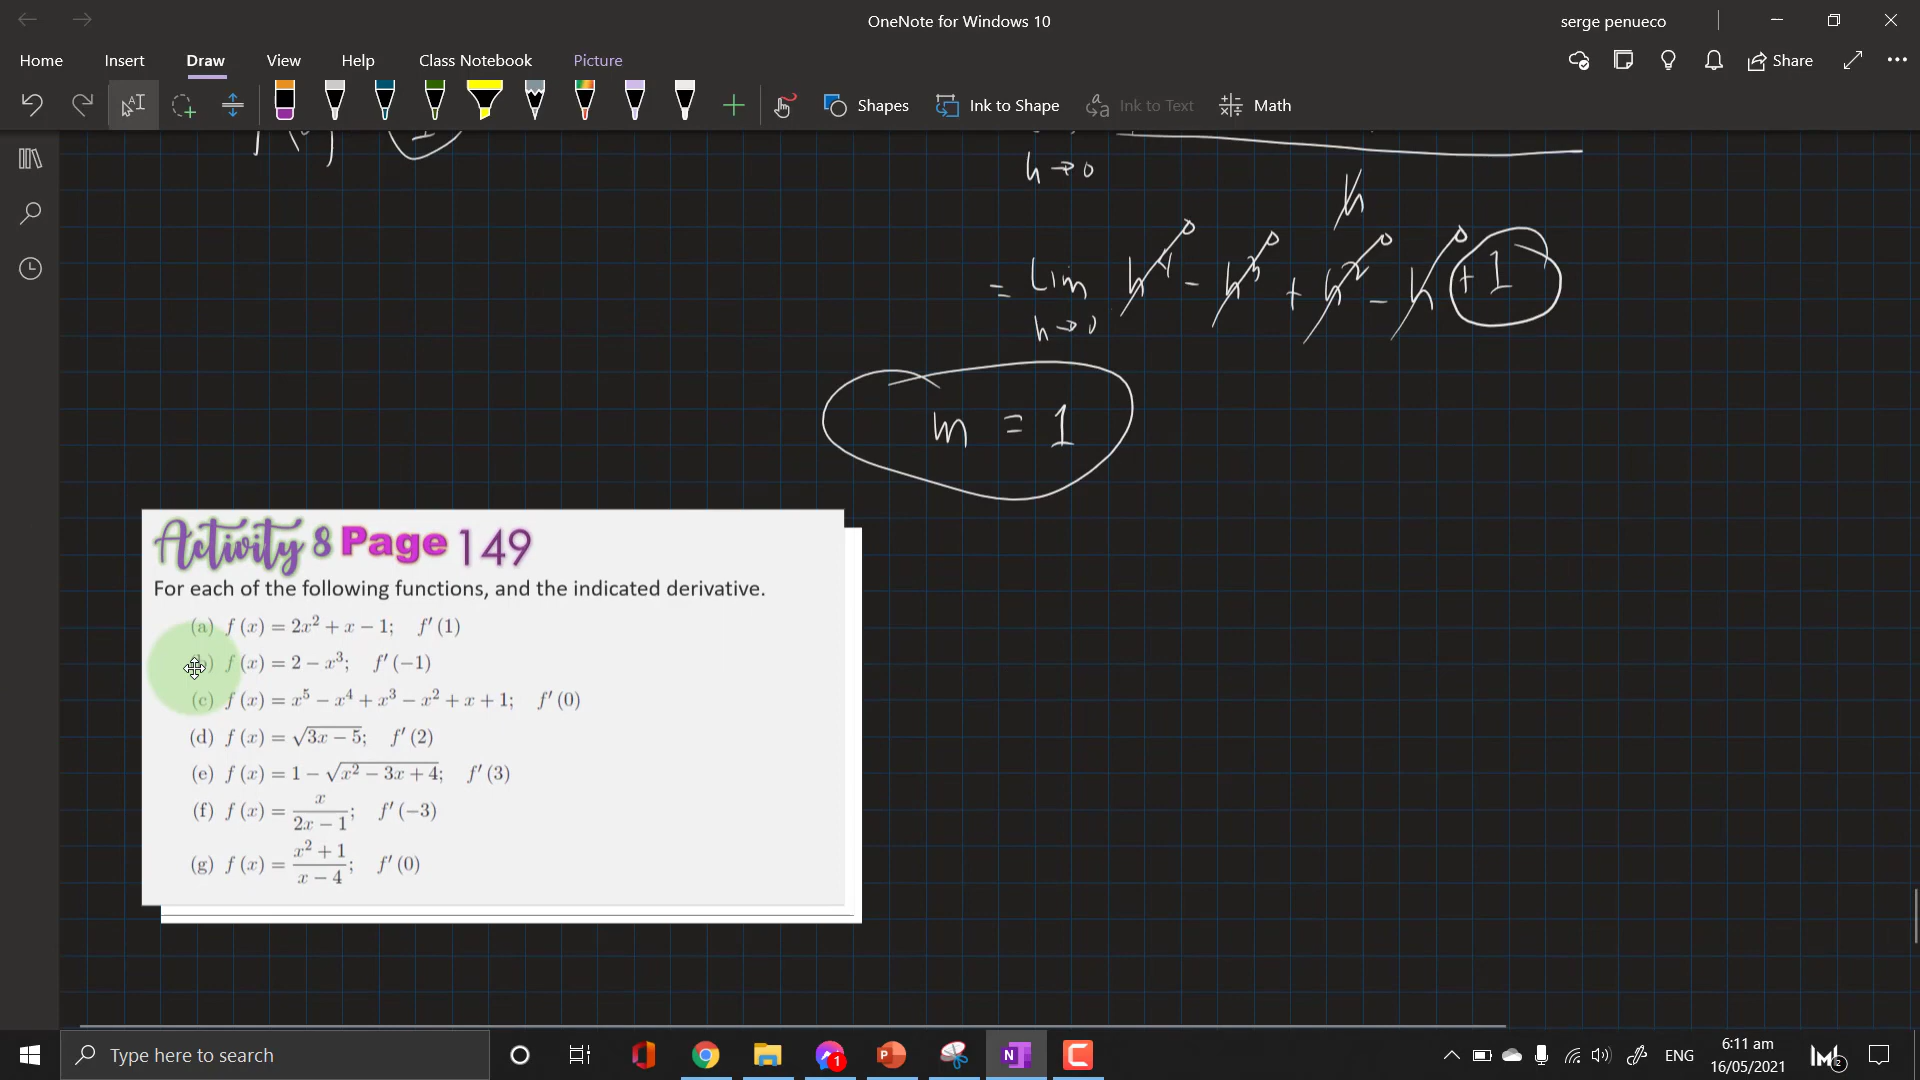 OneNote for Windows 10
serge penueco
Home
Insert
Draw
View
Help
Class Notebook
Picture
Share
Shapes
Ink to Shape
Ink to Text
Math
h → 0
h
= lim h⁴ - h³ + h² - h + 1
h → 0
m = 1
Activity 8 Page 149
For each of the following functions, and the indicated derivative.
(a) f (x) = 2x² + x − 1; f′ (1)
(b) f (x) = 2 − x³; f′ (−1)
(c) f (x) = x⁵ − x⁴ + x³ − x² + x + 1; f′ (0)
(d) f (x) = √(3x − 5); f′ (2)
(e) f (x) = 1 − √(x² − 3x + 4); f′ (3)
(f) f (x) = x / (2x − 1); f′ (−3)
(g) f (x) = (x² + 1) / (x − 4); f′ (0)
Type here to search
ENG
6:11 am
16/05/2021